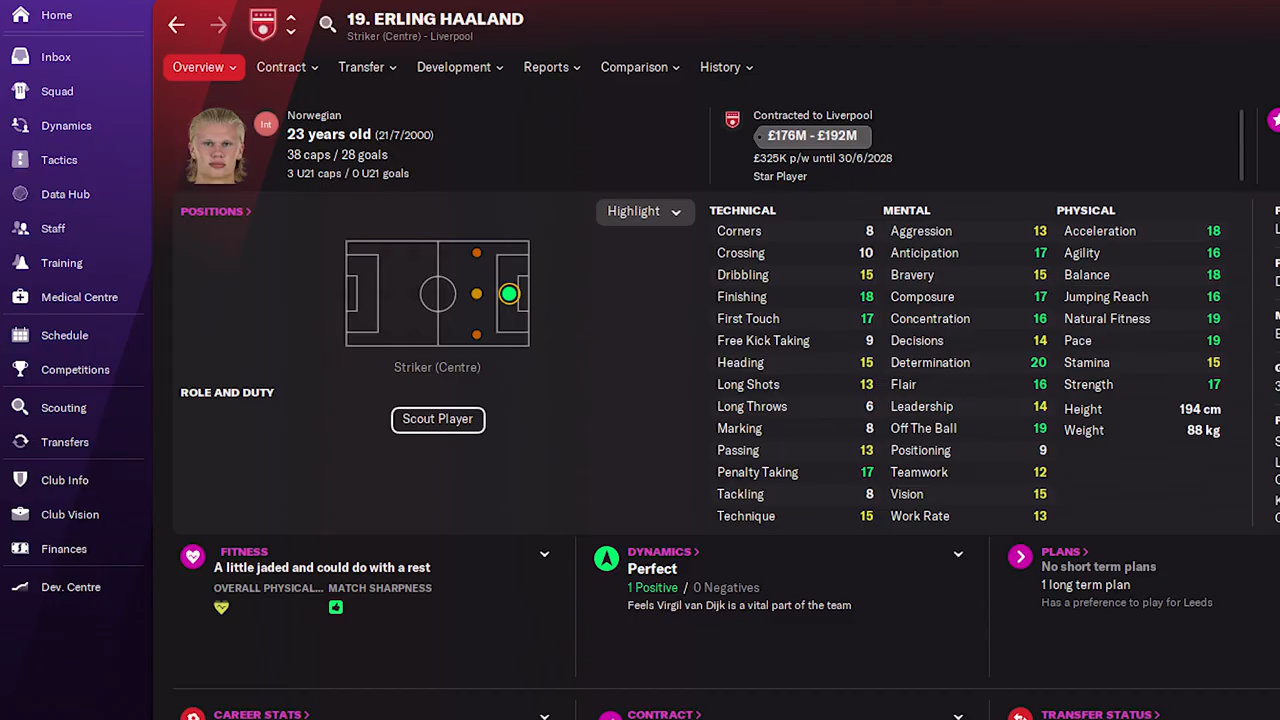 Home
Inbox
Squad
Dynamics
Tactics
Data Hub
Staff
Training
Medical Centre
Schedule
Competitions
Scouting
Transfers
Club Info
Club Vision
Finances
Dev. Centre
19. ERLING HAALAND
Striker (Centre) - Liverpool
Overview Contract Transfer Development Reports Comparison History
Int
Norwegian
23 years old (21/7/2000)
38 caps / 28 goals
3 U21 caps / 0 U21 goals
Contracted to Liverpool
£176M - £192M
£325K p/w until 30/6/2028
Star Player
POSITIONS >
Highlight
Striker (Centre)
ROLE AND DUTY
Scout Player
TECHNICAL
Corners 8
Crossing 10
Dribbling 15
Finishing 18
First Touch 17
Free Kick Taking 9
Heading 15
Long Shots 13
Long Throws 6
Marking 8
Passing 13
Penalty Taking 17
Tackling 8
Technique 15
MENTAL
Aggression 13
Anticipation 17
Bravery 15
Composure 17
Concentration 16
Decisions 14
Determination 20
Flair 16
Leadership 14
Off The Ball 19
Positioning 9
Teamwork 12
Vision 15
Work Rate 13
PHYSICAL
Acceleration 18
Agility 16
Balance 18
Jumping Reach 16
Natural Fitness 19
Pace 19
Stamina 15
Strength 17
Height 194 cm
Weight 88 kg
FITNESS
A little jaded and could do with a rest
OVERALL PHYSICAL... MATCH SHARPNESS
DYNAMICS >
Perfect
1 Positive / 0 Negatives
Feels Virgil van Dijk is a vital part of the team
PLANS >
No short term plans
1 long term plan
Has a preference to play for Leeds
CAREER STATS >
CONTRACT >
TRANSFER STATUS >